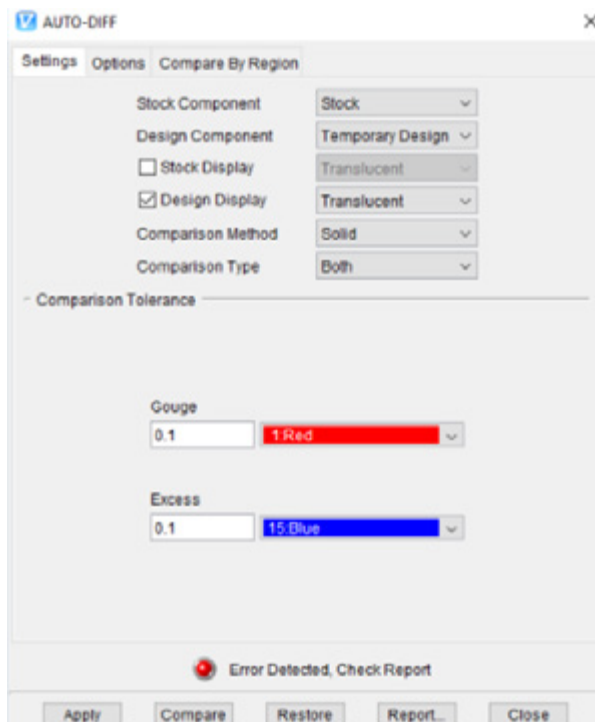 AUTO-DIFF
Settings Options Compare By Region
Stock Component Stock
Design Component Temporary Design
Stock Display Translucent
Design Display Translucent
Comparison Method Solid
Comparison Type Both
Comparison Tolerance
Gouge
0.1 1:Red
Excess
0.1 15:Blue
Error Detected, Check Report
Apply Compare Restore Report... Close